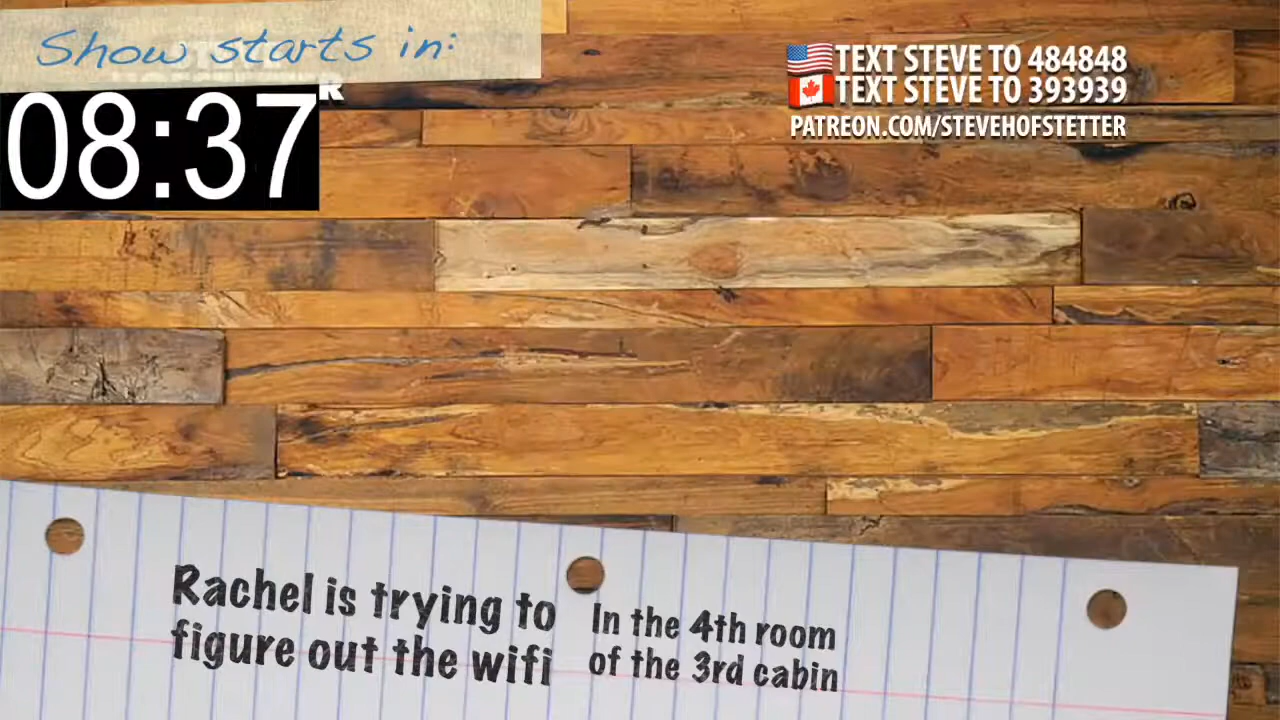 Show starts in:
08:37
TEXT STEVE TO 484848
TEXT STEVE TO 393939
PATREON.COM/STEVEHOFSTETTER
Rachel is trying to
figure out the wifi
In the 4th room
of the 3rd cabin